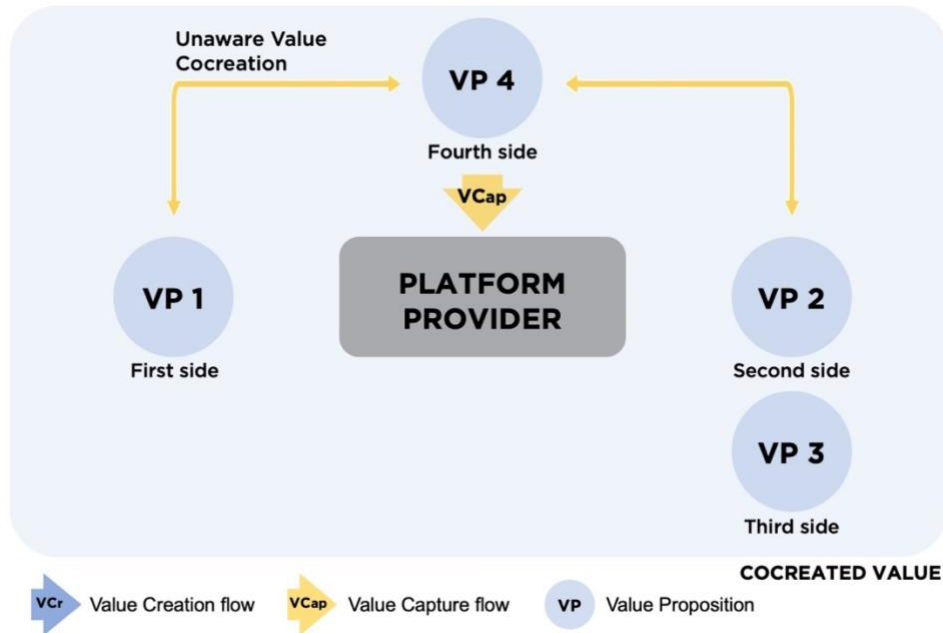 Unaware Value
Cocreation
VP 4
Fourth side
VCap
VP 1
First side
PLATFORM
PROVIDER
VP 2
Second side
VP 3
Third side
COCREATED VALUE
VCr Value Creation flow VCap Value Capture flow VP Value Proposition